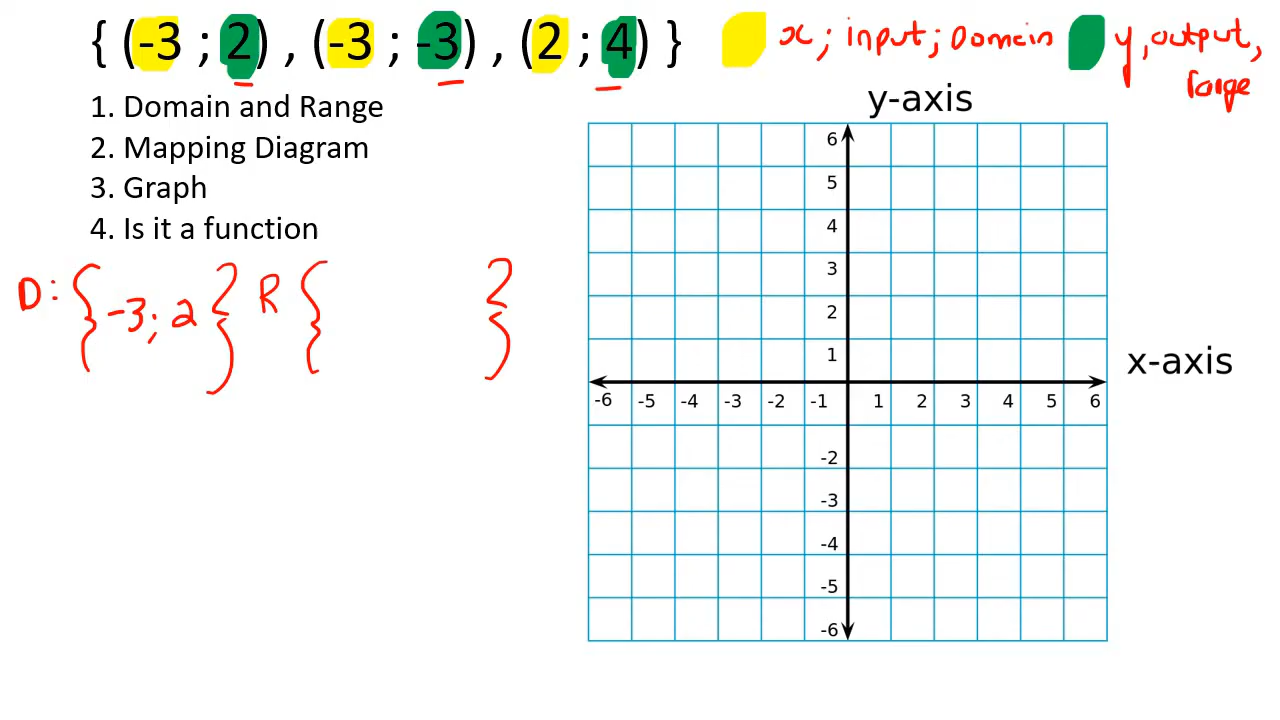 { (-3 ; 2) , (-3 ; -3) , (2 ; 4) }
x ; input ; Domain
y, output,
range
1. Domain and Range
2. Mapping Diagram
3. Graph
4. Is it a function
D: { -3 ; 2 } R { }
y-axis
6
5
4
3
2
1
x-axis
-6 -5 -4 -3 -2 -1 1 2 3 4 5 6
-2
-3
-4
-5
-6